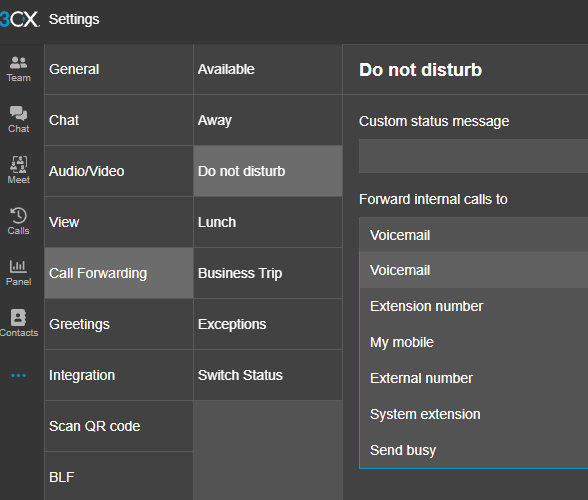 3CX Settings
Team
Chat
Meet
Calls
Panel
Contacts
General
Chat
Audio/Video
View
Call Forwarding
Greetings
Integration
Scan QR code
BLF
Available
Away
Do not disturb
Lunch
Business Trip
Exceptions
Switch Status
Do not disturb
Custom status message
Forward internal calls to
Voicemail
Voicemail
Extension number
My mobile
External number
System extension
Send busy